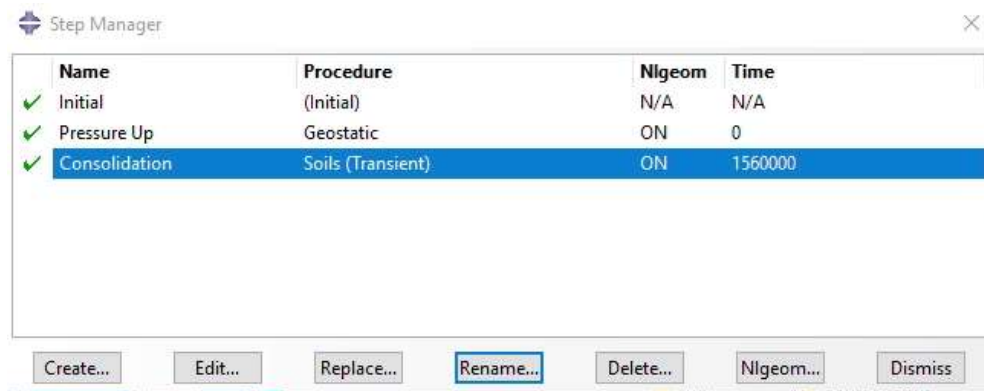 Step Manager
Name Procedure Nlgeom Time
Initial (Initial) N/A N/A
Pressure Up Geostatic ON 0
Consolidation Soils (Transient) ON 1560000
Create... Edit... Replace... Rename... Delete... Nlgeom... Dismiss